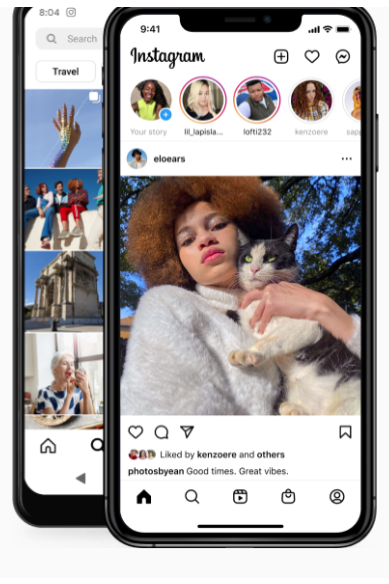 8:04
Search
Travel
9:41
Instagram
Your story
lil_lapisla...
lofti232
kenzoere
eloears
Liked by kenzoere and others
photosbyean Good times. Great vibes.